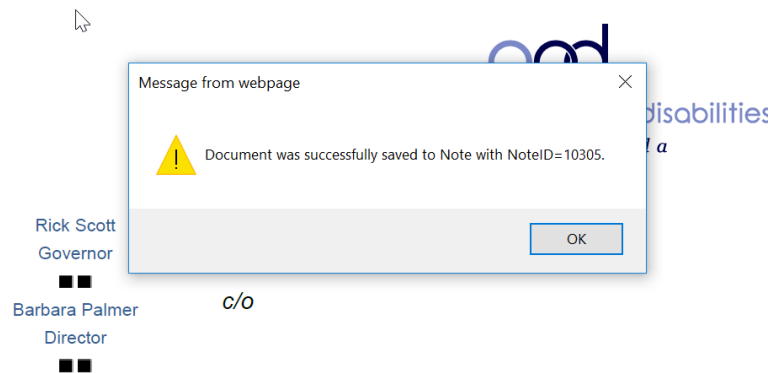 apd
disabilities
Message from webpage
Document was successfully saved to Note with NoteID=10305.
OK
Rick Scott
Governor
Barbara Palmer
Director
c/o